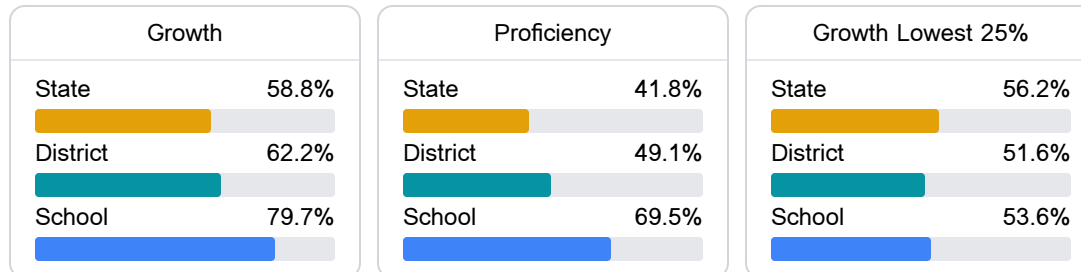 Growth
State 58.8%
District 62.2%
School 79.7%
Proficiency
State 41.8%
District 49.1%
School 69.5%
Growth Lowest 25%
State 56.2%
District 51.6%
School 53.6%